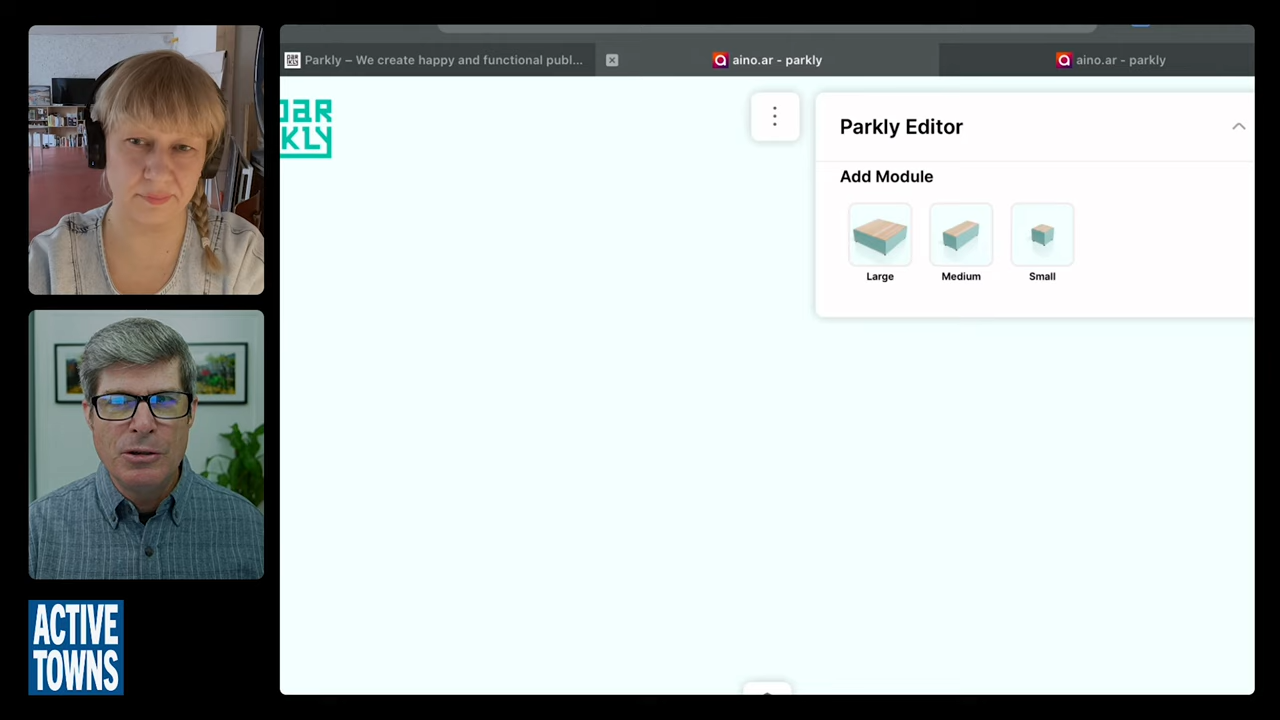 Parkly – We create happy and functional publ...
aino.ar - parkly
aino.ar - parkly
PARKLY
Parkly Editor
Add Module
Large
Medium
Small
ACTIVE
TOWNS